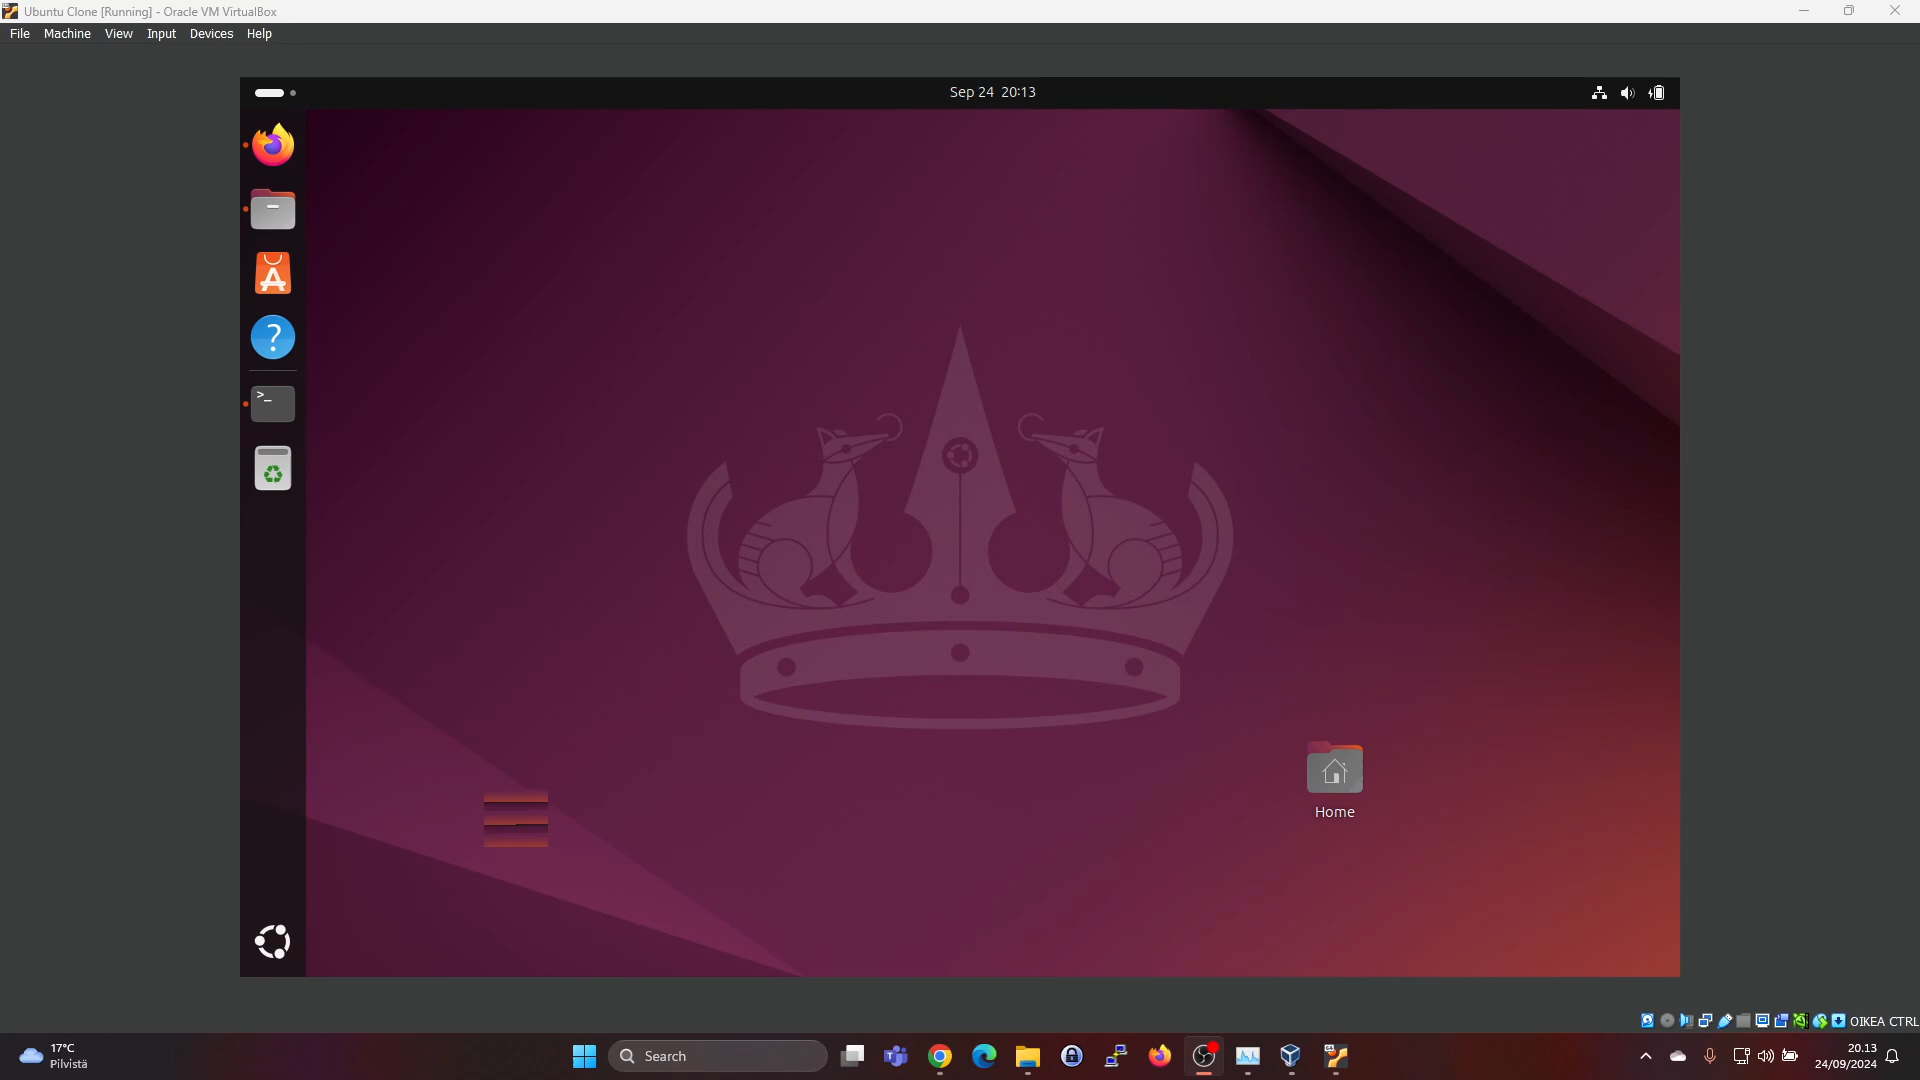 Ubuntu Clone [Running] - Oracle VM VirtualBox
File Machine View Input Devices Help
Sep 24 20:13
Home
OIKEA CTRL
17°C
Pilvistä
Search
20.13
24/09/2024